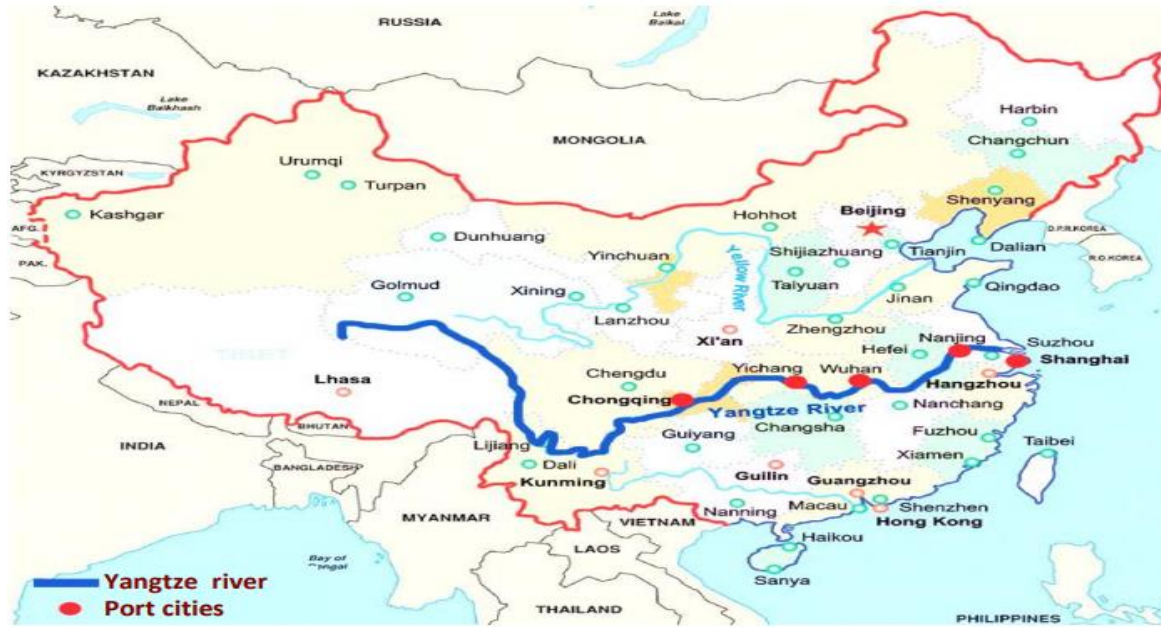 RUSSIA
Lake
Baikal
KAZAKHSTAN
Lake
Balkhash
MONGOLIA
Harbin
Changchun
Urumqi
Turpan
KYRGYZSTAN
Kashgar
Shenyang
Hohhot
Beijing
AFG.
Dunhuang
D.P.R.KOREA
Yinchuan
Yellow River
Shijiazhuang
Tianjin
Dalian
R.O.KOREA
PAK.
Golmud
Xining
Taiyuan
Jinan
Qingdao
Lanzhou
Zhengzhou
Xi'an
Nanjing
Suzhou
TIBET
Hefei
Shanghai
Lhasa
Chengdu
Yichang
Wuhan
Hangzhou
Chongqing
Yangtze River
Nanchang
NEPAL
Changsha
BHUTAN
Guiyang
Fuzhou
Lijiang
Taibei
INDIA
Dali
Xiamen
BANGLADESH
Kunming
Guilin
Guangzhou
Nanning
Macau
Shenzhen
MYANMAR
VIETNAM
Hong Kong
LAOS
Haikou
Bay of
Sanya
Yangtze river
Port cities
THAILAND
PHILIPPINES